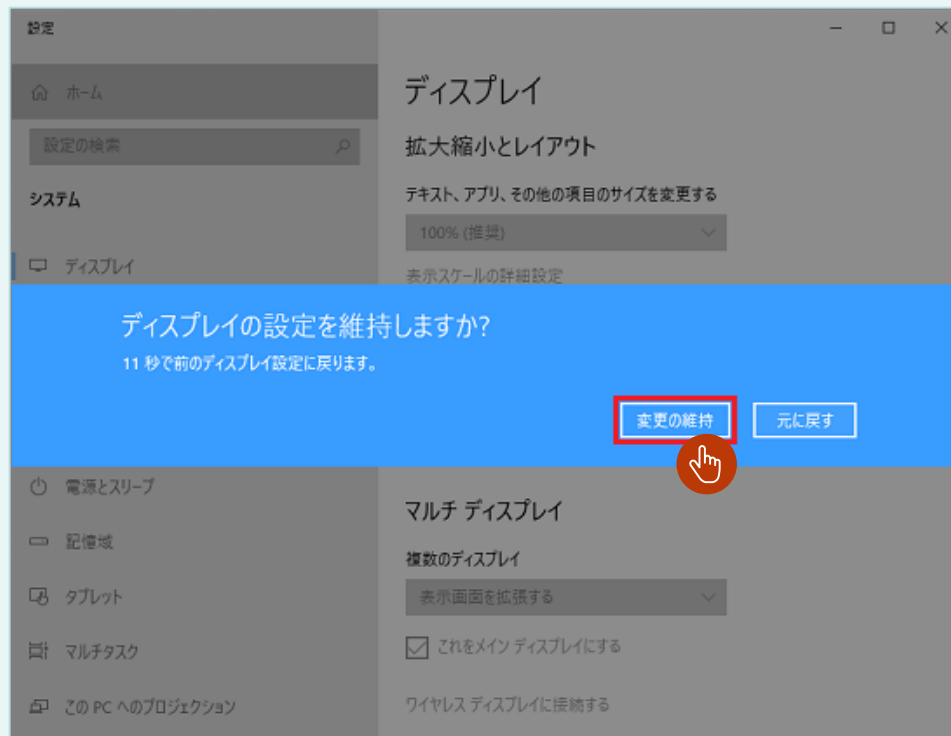 設定
ホーム
設定の検索
システム
ディスプレイ
ディスプレイ
拡大縮小とレイアウト
テキスト、アプリ、その他の項目のサイズを変更する
100% (推奨)
表示スケールの詳細設定
ディスプレイの設定を維持しますか?
11 秒で前のディスプレイ設定に戻ります。
変更の維持
元に戻す
電源とスリープ
記憶域
タブレット
マルチタスク
この PC へのプロジェクション
マルチ ディスプレイ
複数のディスプレイ
表示画面を拡張する
これをメイン ディスプレイにする
ワイヤレス ディスプレイに接続する